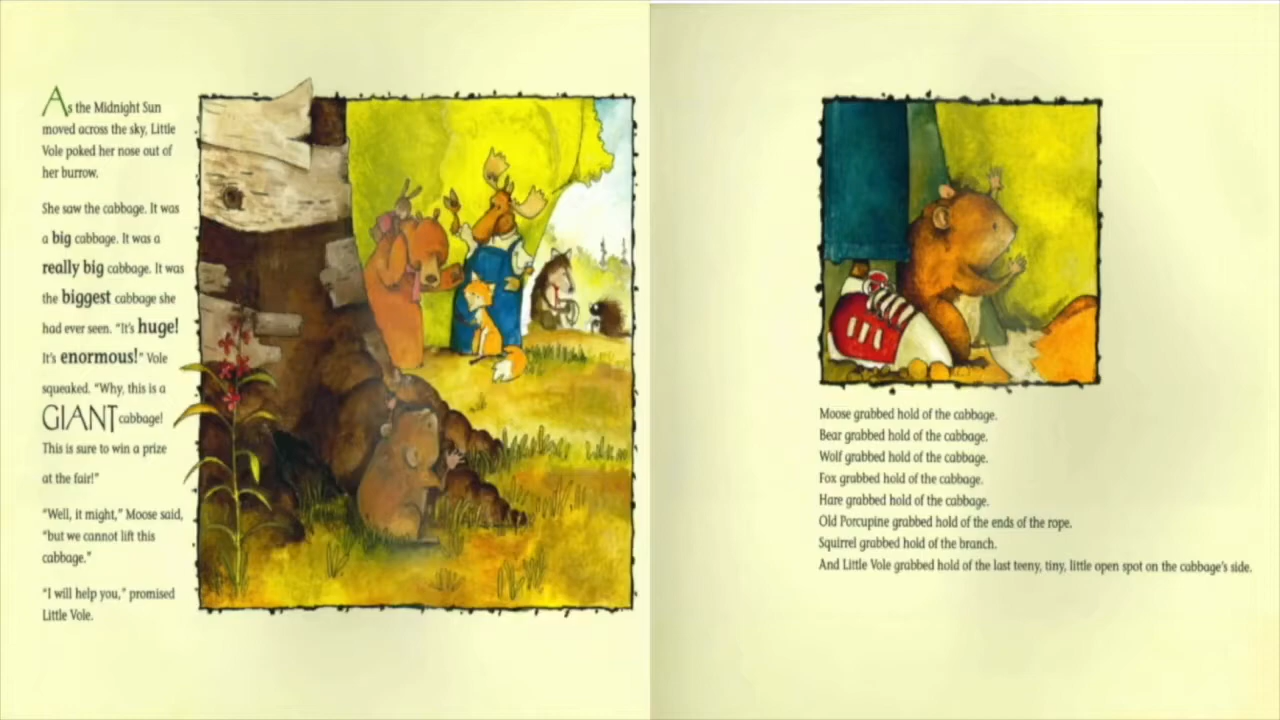 As the Midnight Sun
moved across the sky, Little
Vole poked her nose out of
her burrow.
She saw the cabbage. It was
a big cabbage. It was a
really big cabbage. It was
the biggest cabbage she
had ever seen. "It's huge!
It's enormous!" Vole
squeaked. "Why, this is a
GIANT cabbage!
This is sure to win a prize
at the fair!"
"Well, it might," Moose said,
"but we cannot lift this
cabbage."
"I will help you," promised
Little Vole.
Moose grabbed hold of the cabbage.
Bear grabbed hold of the cabbage.
Wolf grabbed hold of the cabbage.
Fox grabbed hold of the cabbage.
Hare grabbed hold of the cabbage.
Old Porcupine grabbed hold of the ends of the rope.
Squirrel grabbed hold of the branch.
And Little Vole grabbed hold of the last teeny, tiny, little open spot on the cabbage's side.